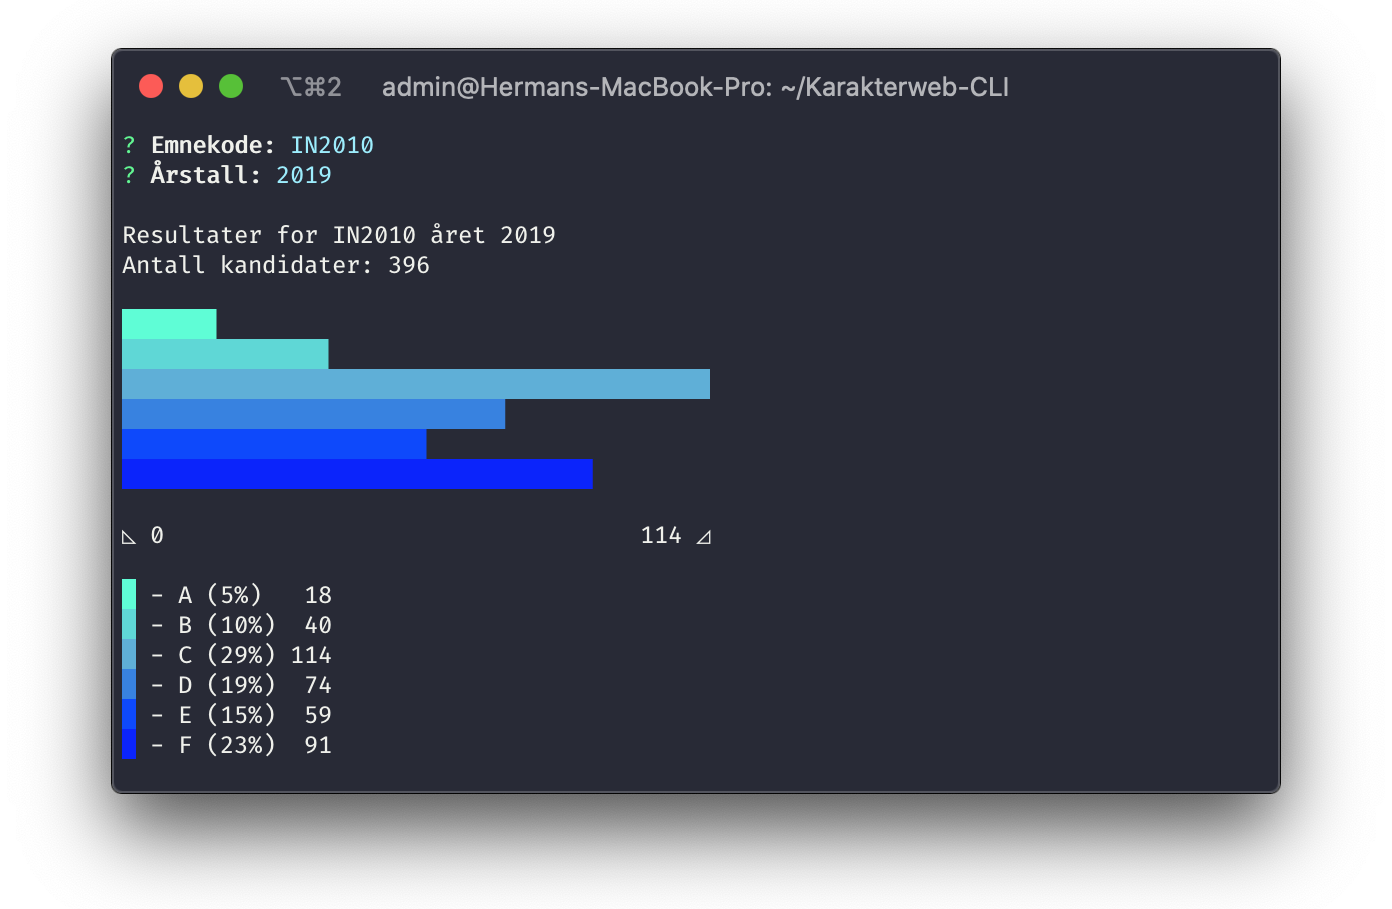 ⌥⌘2 admin@Hermans-MacBook-Pro: ~/Karakterweb-CLI
? Emnekode: IN2010
? Årstall: 2019
Resultater for IN2010 året 2019
Antall kandidater: 396
◺ 0 114 ◿
- A (5%) 18
- B (10%) 40
- C (29%) 114
- D (19%) 74
- E (15%) 59
- F (23%) 91